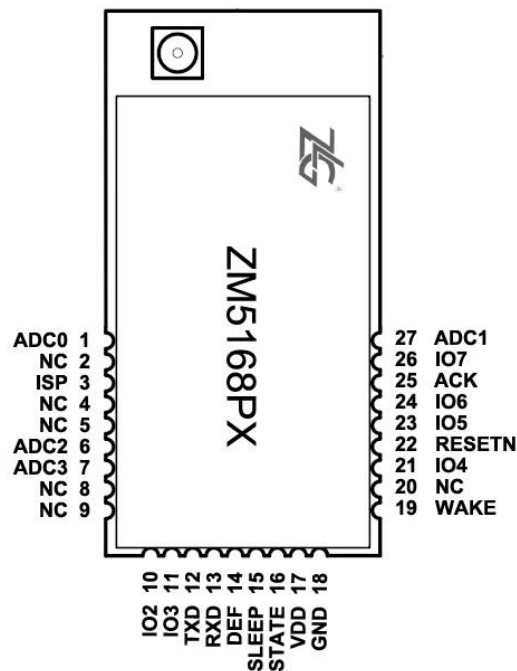 ZM5168PX
ADC0 1
NC 2
ISP 3
NC 4
NC 5
ADC2 6
ADC3 7
NC 8
NC 9
IO2 10
IO3 11
TXD 12
RXD 13
DEF 14
SLEEP 15
STATE 16
VDD 17
GND 18
27 ADC1
26 IO7
25 ACK
24 IO6
23 IO5
22 RESETN
21 IO4
20 NC
19 WAKE